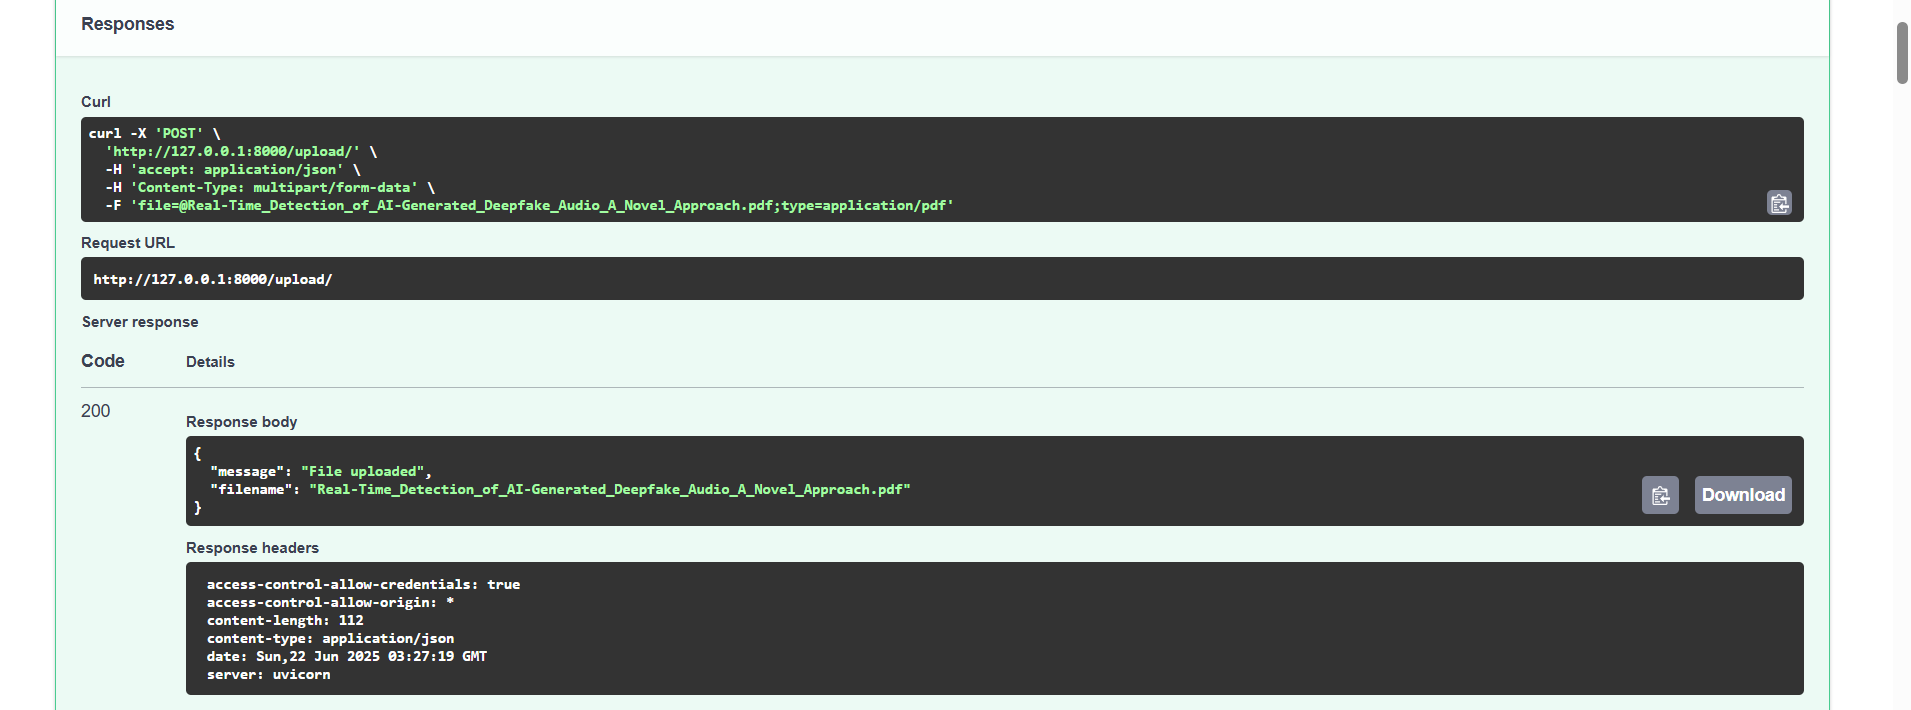 Responses
Curl
curl -X 'POST' \
  'http://127.0.0.1:8000/upload/' \
  -H 'accept: application/json' \
  -H 'Content-Type: multipart/form-data' \
  -F 'file=@Real-Time_Detection_of_AI-Generated_Deepfake_Audio_A_Novel_Approach.pdf;type=application/pdf'
Request URL
http://127.0.0.1:8000/upload/
Server response
Code Details
200
Response body
{
  "message": "File uploaded",
  "filename": "Real-Time_Detection_of_AI-Generated_Deepfake_Audio_A_Novel_Approach.pdf"
}
Download
Response headers
access-control-allow-credentials: true
access-control-allow-origin: *
content-length: 112
content-type: application/json
date: Sun,22 Jun 2025 03:27:19 GMT
server: uvicorn